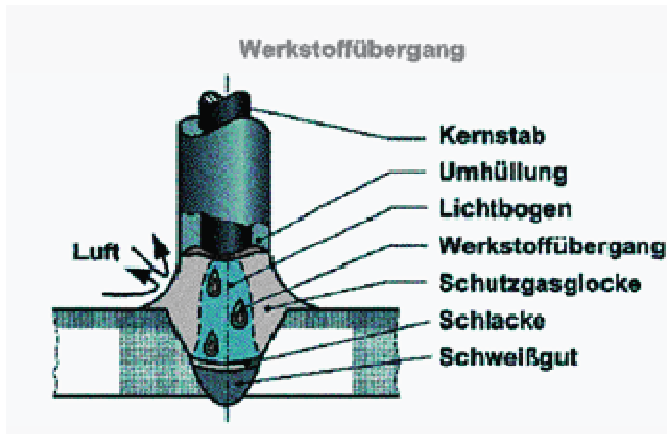 Werkstoffübergang
Kernstab
Umhüllung
Lichtbogen
Luft
Werkstoffübergang
Schutzgasglocke
Schlacke
Schweißgut